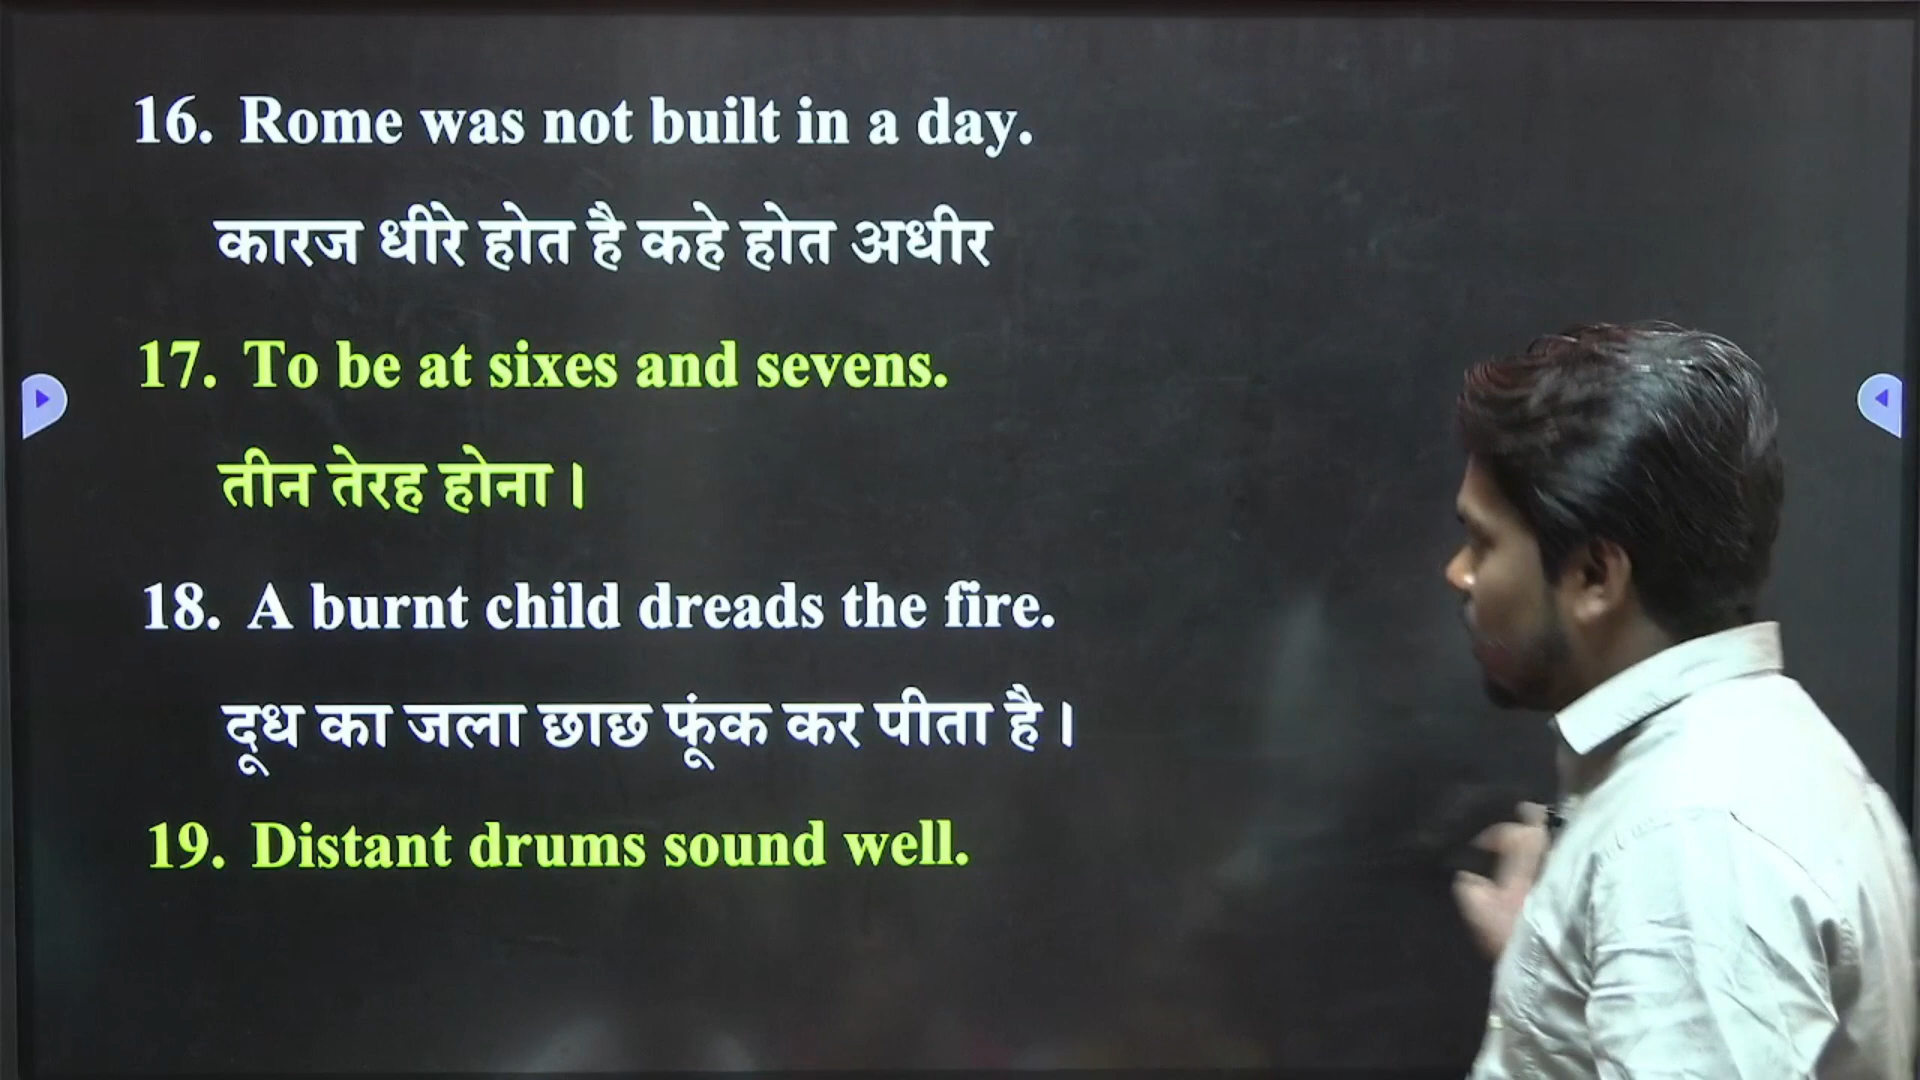 16. Rome was not built in a day.
कारज धीरे होत है कहे होत अधीर
17. To be at sixes and sevens.
तीन तेरह होना ।
18. A burnt child dreads the fire.
दूध का जला छाछ फूंक कर पीता है ।
19. Distant drums sound well.